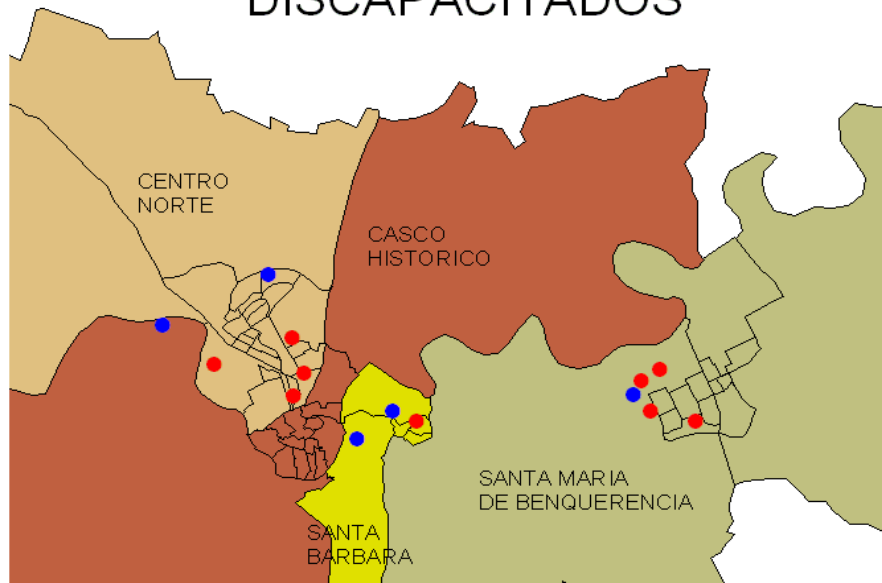 DISCAPACITADOS
CENTRO
NORTE
CASCO
HISTORICO
SANTA MARIA
DE BENQUERENCIA
SANTA
BARBARA